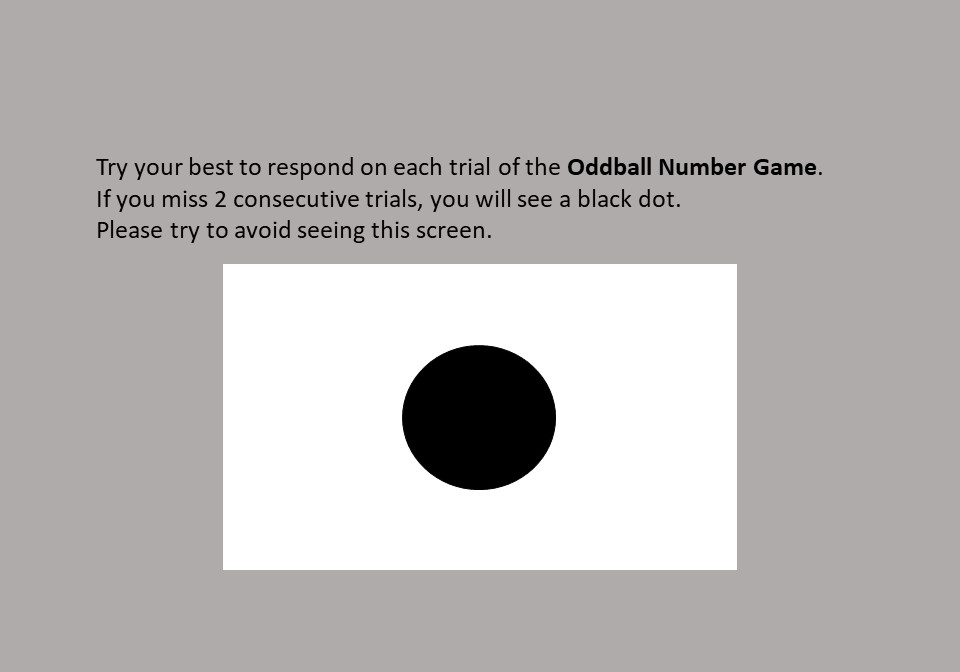 Try your best to respond on each trial of the Oddball Number Game.
If you miss 2 consecutive trials, you will see a black dot.
Please try to avoid seeing this screen.